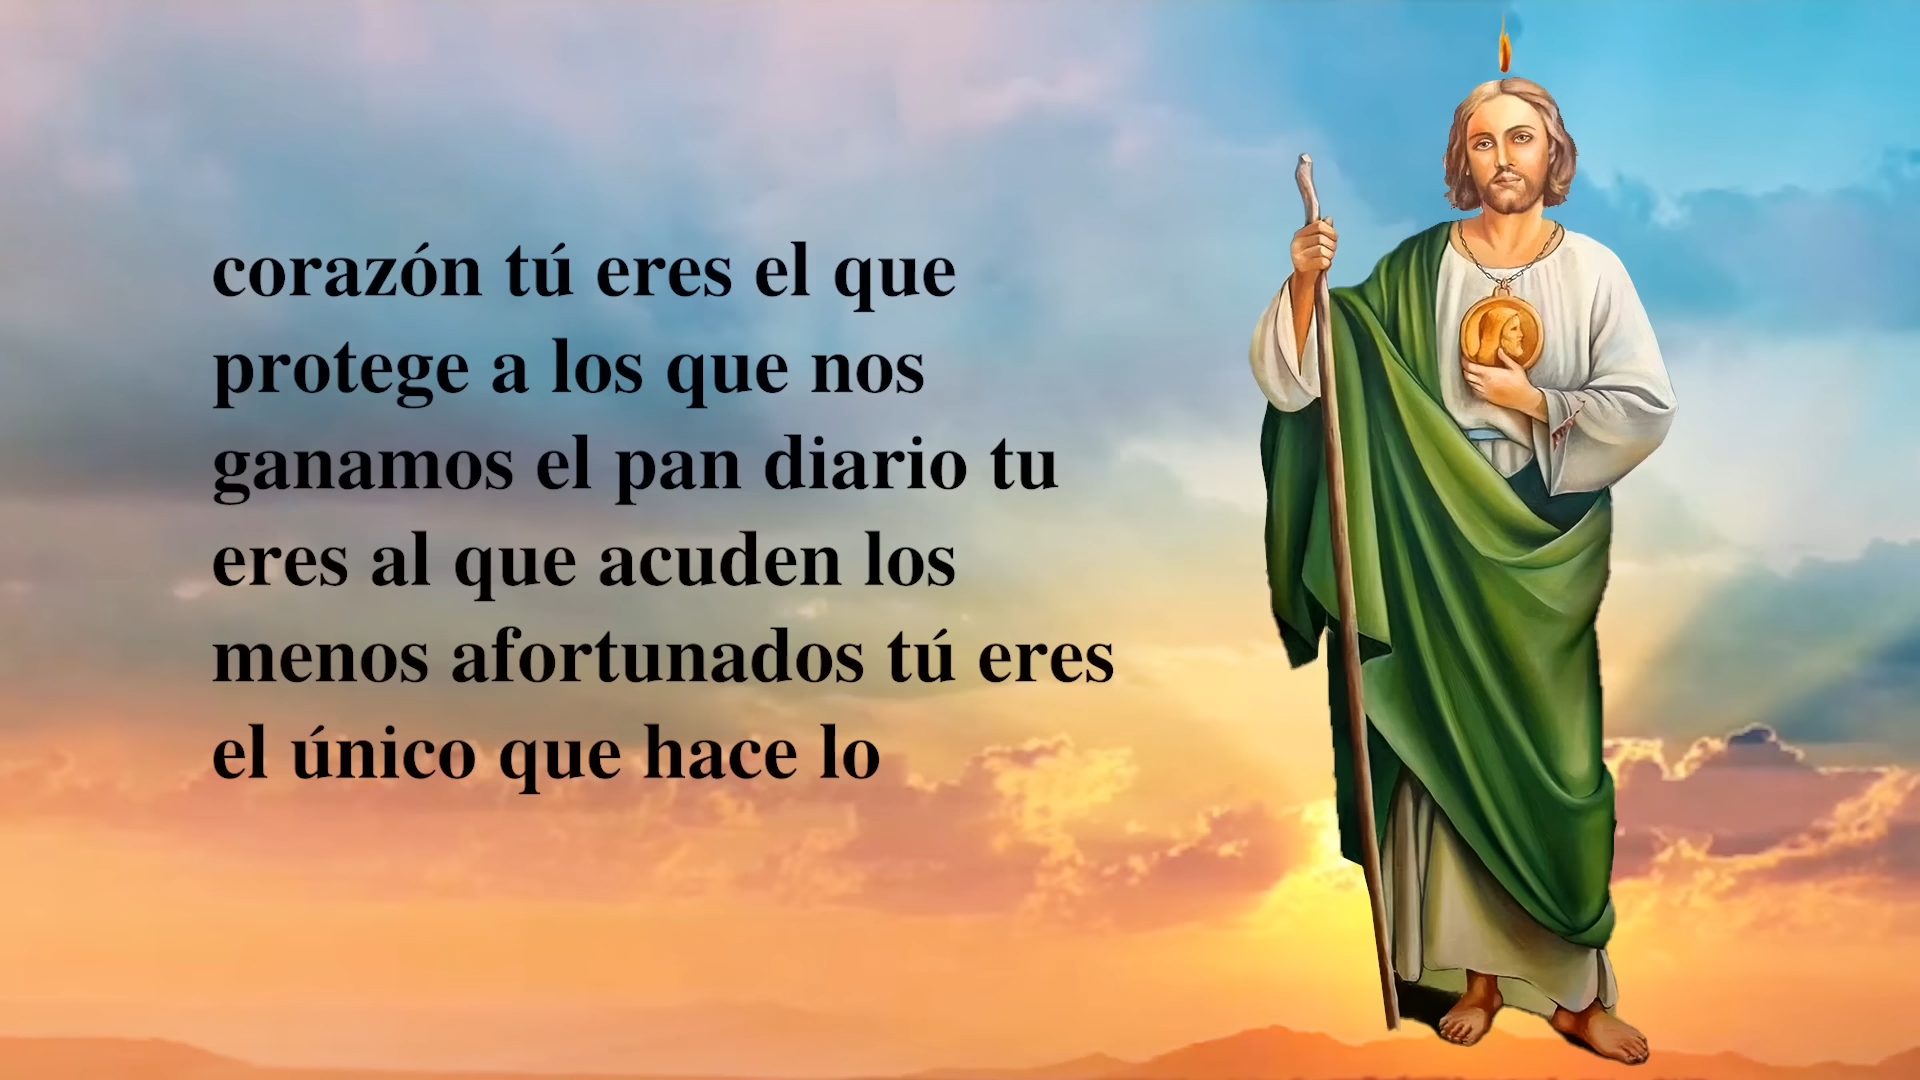 corazón tú eres el que
protege a los que nos
ganamos el pan diario tu
eres al que acuden los
menos afortunados tú eres
el único que hace lo